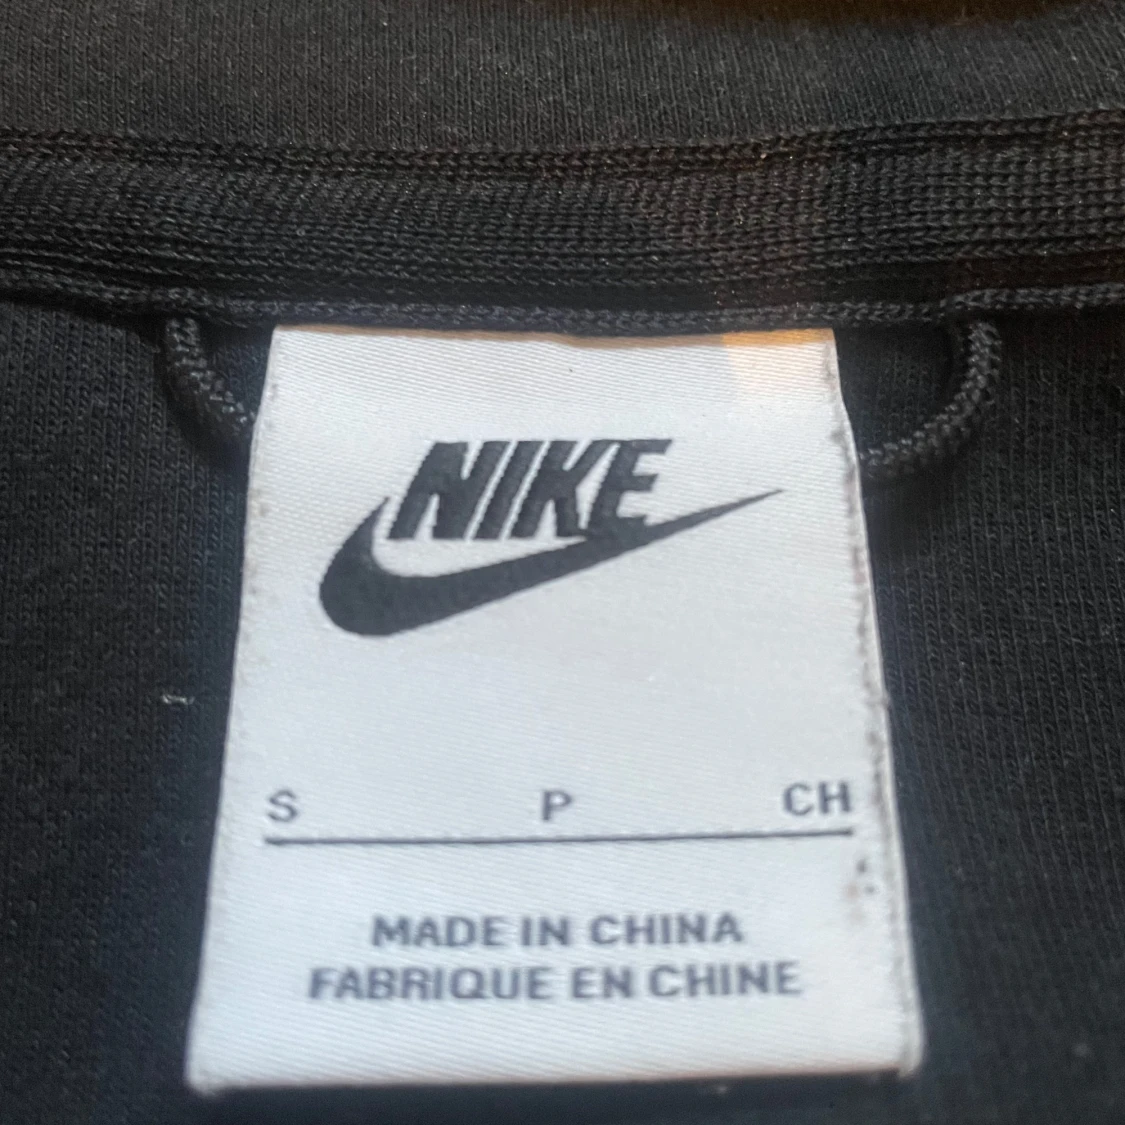 NIKE
S P CH
MADE IN CHINA
FABRIQUE EN CHINE